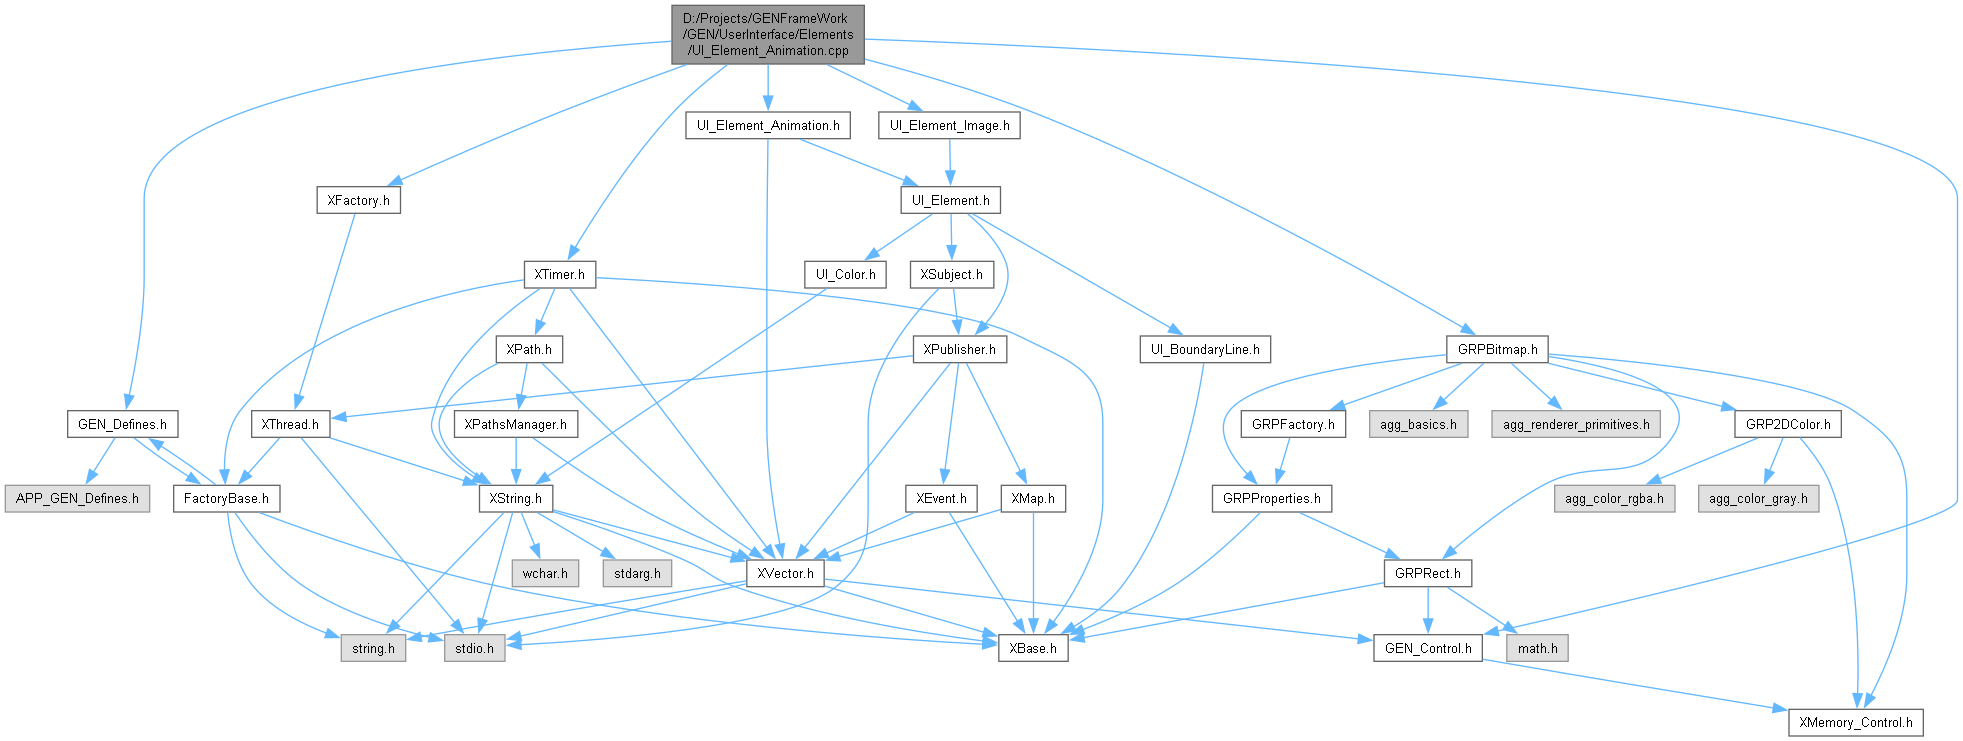 D:/Projects/GENFrameWork
/GEN/UserInterface/Elements
/UI_Element_Animation.cpp
UI_Element_Animation.h
UI_Element_Image.h
XFactory.h
UI_Element.h
XTimer.h
UI_Color.h
XSubject.h
XPath.h
XPublisher.h
UI_BoundaryLine.h
GRPBitmap.h
GEN_Defines.h
XThread.h
XPathsManager.h
GRPFactory.h
agg_basics.h
agg_renderer_primitives.h
GRP2DColor.h
APP_GEN_Defines.h
FactoryBase.h
XString.h
XEvent.h
XMap.h
GRPProperties.h
agg_color_rgba.h
agg_color_gray.h
wchar.h
stdarg.h
XVector.h
GRPRect.h
string.h
stdio.h
XBase.h
GEN_Control.h
math.h
XMemory_Control.h